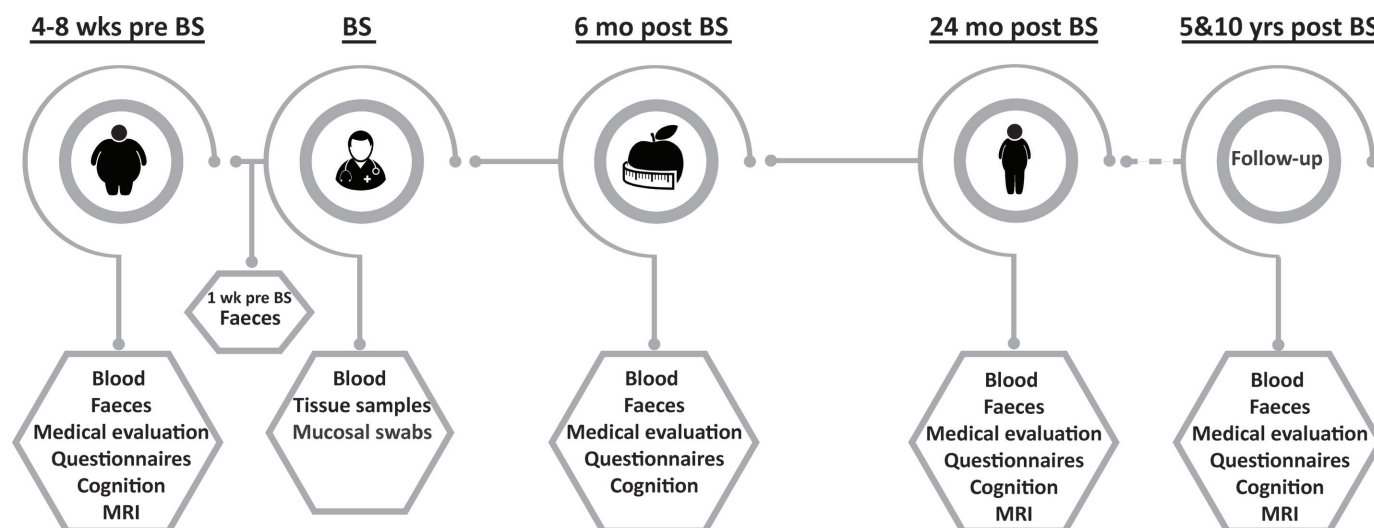 4-8 wks pre BS
BS
6 mo post BS
24 mo post BS
5&10 yrs post BS
Follow-up
1 wk pre BS
Faeces
Blood
Faeces
Medical evaluation
Questionnaires
Cognition
MRI
Blood
Tissue samples
Mucosal swabs
Blood
Faeces
Medical evaluation
Questionnaires
Cognition
Blood
Faeces
Medical evaluation
Questionnaires
Cognition
MRI
Blood
Faeces
Medical evaluation
Questionnaires
Cognition
MRI